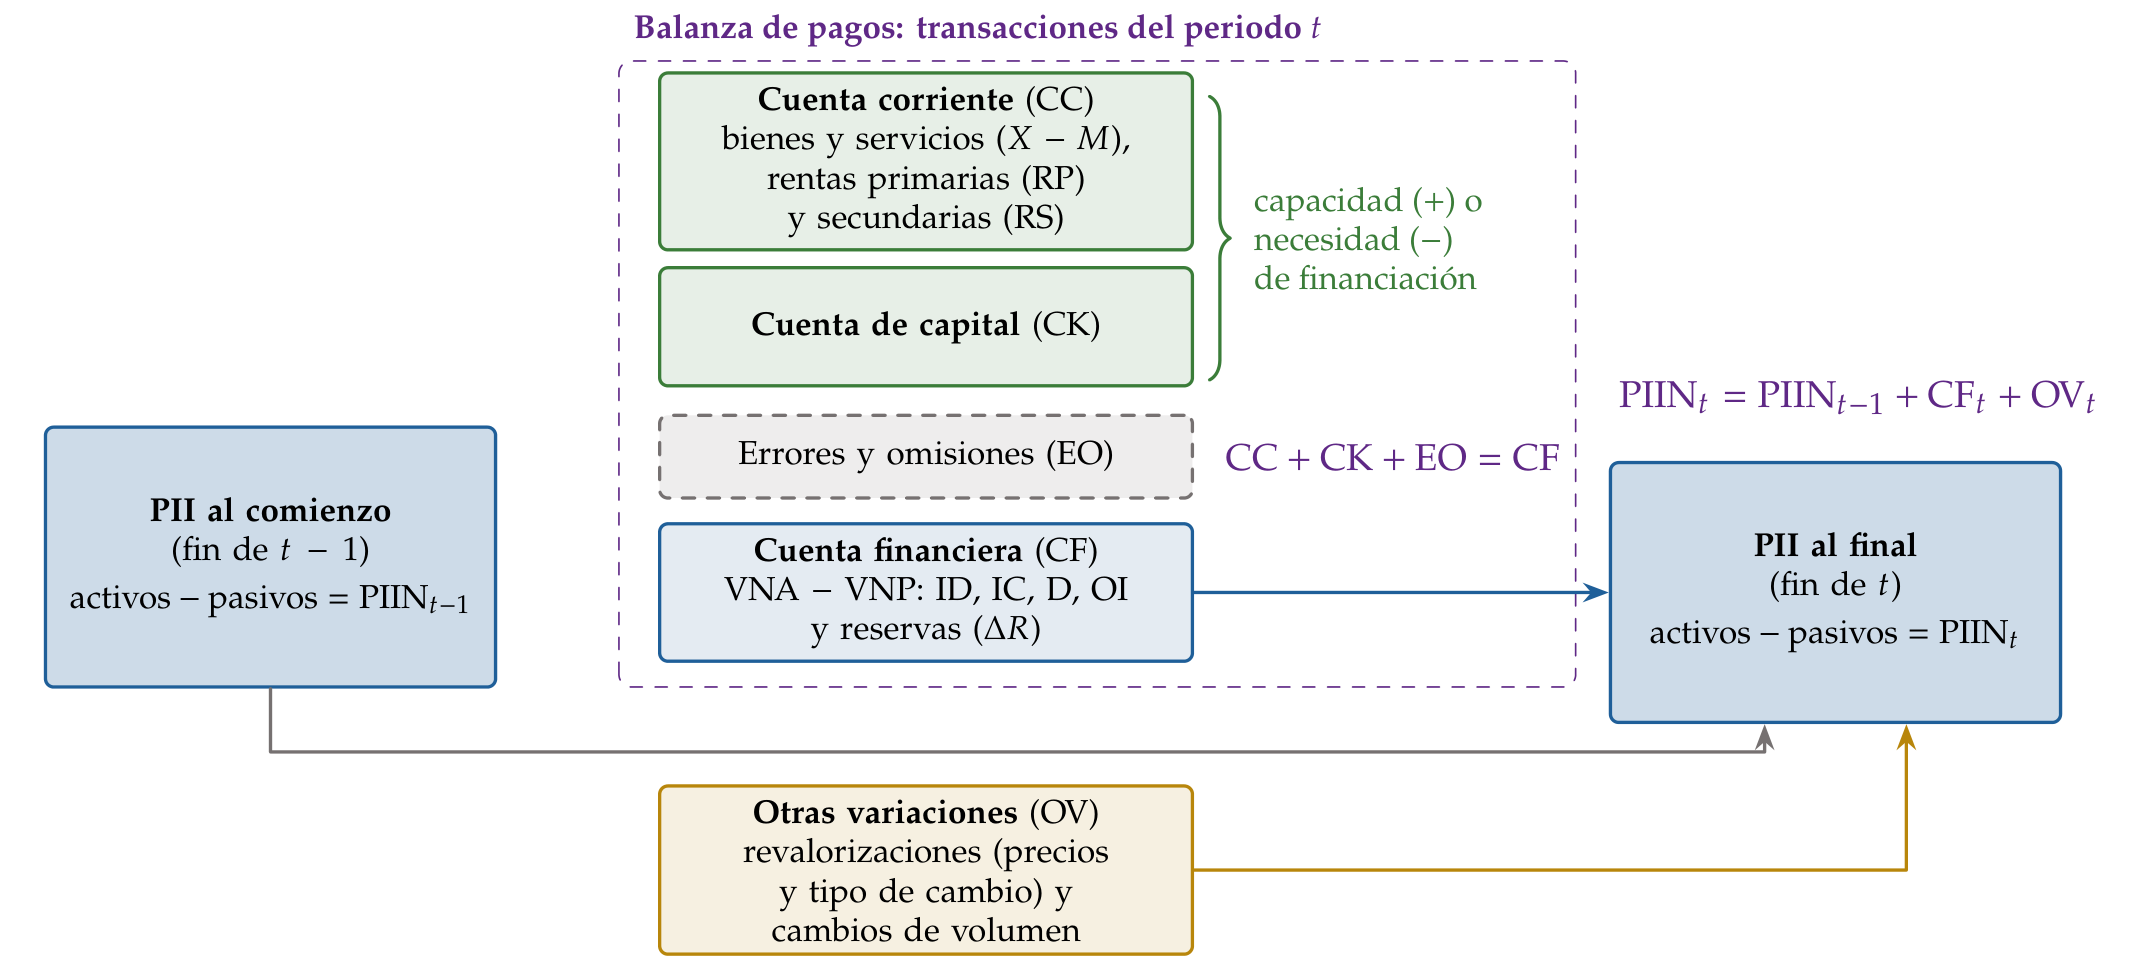 Balanza de pagos: transacciones del periodo t
Cuenta corriente (CC)
bienes y servicios (X − M),
rentas primarias (RP)
y secundarias (RS)
capacidad (+) o
necesidad (−)
de financiación
Cuenta de capital (CK)
Errores y omisiones (EO)
CC + CK + EO = CF
Cuenta financiera (CF)
VNA − VNP: ID, IC, D, OI
y reservas (ΔR)
PII al comienzo
(fin de t − 1)
activos − pasivos = PIIN_{t−1}
PIIN_t = PIIN_{t−1} + CF_t + OV_t
PII al final
(fin de t)
activos − pasivos = PIIN_t
Otras variaciones (OV)
revalorizaciones (precios
y tipo de cambio) y
cambios de volumen